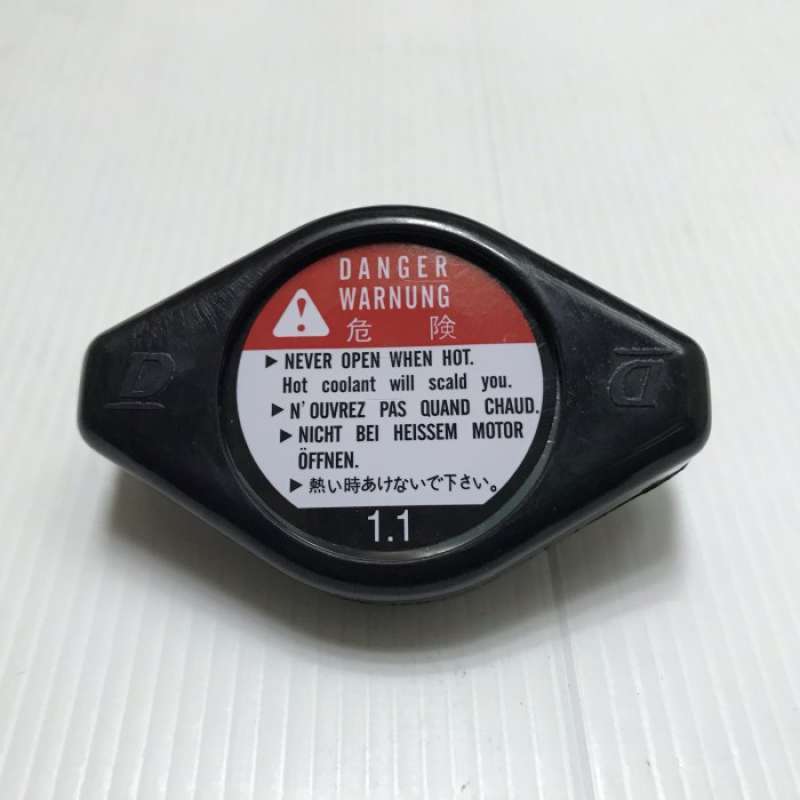 DANGER
WARNUNG
危 険
▶ NEVER OPEN WHEN HOT.
Hot coolant will scald you.
▶ N'OUVREZ PAS QUAND CHAUD.
▶ NICHT BEI HEISSEM MOTOR
ÖFFNEN.
▶ 熱い時あけないで下さい。
1.1
D
D